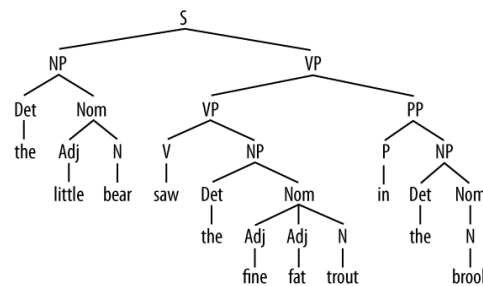 S
NP VP
Det Nom VP PP
the Adj N V NP P NP
little bear saw Det Nom in Det Nom
the Adj Adj N the N
fine fat trout brook